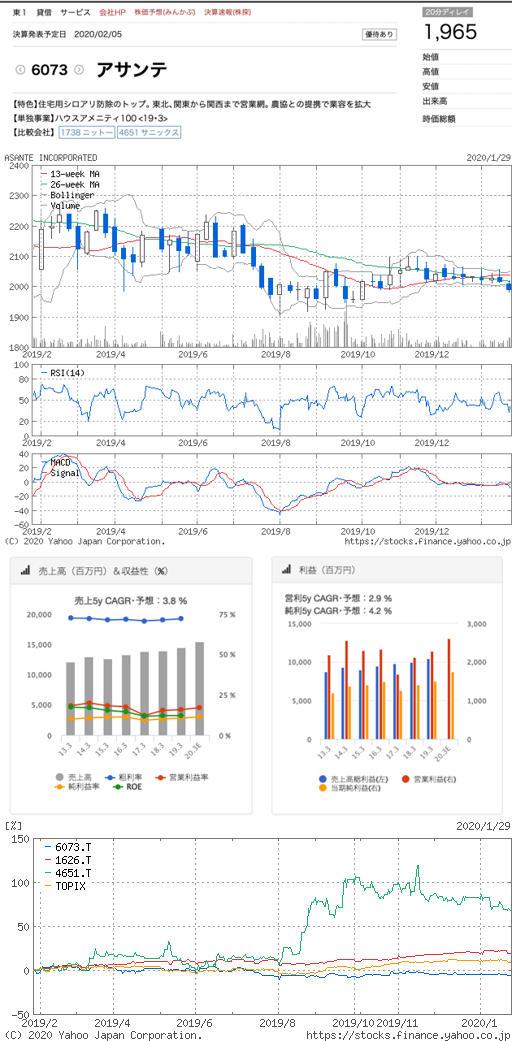 東1 貸借 サービス 会社HP 株価予想(みんかぶ) 決算速報(株探)
20分ディレイ
決算発表予定日 2020/02/05
優待あり
1,965
6073 アサンテ
始値
高値
安値
出来高
時価総額
【特色】住宅用シロアリ防除のトップ。東北、関東から関西まで営業網。農協との提携で業容を拡大
【単独事業】ハウスアメニティ100<19・3>
【比較会社】 1738 ニットー 4651 サニックス
ASANTE INCORPORATED 2020/1/29
2400
2300
2200
2100
2000
1900
1800
13-week MA
26-week MA
Bollinger
Volume
2019/2 2019/4 2019/6 2019/8 2019/10 2019/12
100
80
50
20
0
RSI(14)
2019/2 2019/4 2019/6 2019/8 2019/10 2019/12
40
20
0
-20
-40
-60
MACD
Signal
2019/2 2019/4 2019/6 2019/8 2019/10 2019/12
(C) 2020 Yahoo Japan Corporation. https://stocks.finance.yahoo.co.jp
売上高（百万円）＆収益性（%）
売上5y CAGR・予想：3.8 %
20,000
15,000
10,000
5,000
0
75 %
50 %
25 %
0 %
13.3 14.3 15.3 16.3 17.3 18.3 19.3 20.3E
売上高 粗利率 営業利益率
純利益率 ROE
利益（百万円）
営利5y CAGR・予想：2.9 %
純利5y CAGR・予想：4.2 %
15,000
10,000
5,000
0
3,000
2,000
1,000
0
13.3 14.3 15.3 16.3 17.3 18.3 19.3 20.3E
売上高総利益(左) 営業利益(右)
当期純利益(右)
[%] 2020/1/29
150
100
50
0
-50
6073.T
1626.T
4651.T
TOPIX
2019/2 2019/4 2019/6 2019/8 2019/10 2019/11 2020/1
(C) 2020 Yahoo Japan Corporation. https://stocks.finance.yahoo.co.jp